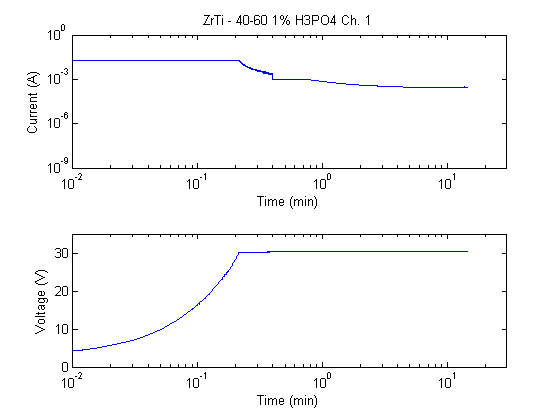 ZrTi - 40-60 1% H3PO4 Ch. 1
10^0
10^-3
10^-6
10^-9
Current (A)
10^-2 10^-1 10^0 10^1
Time (min)
30
20
10
0
Voltage (V)
10^-2 10^-1 10^0 10^1
Time (min)